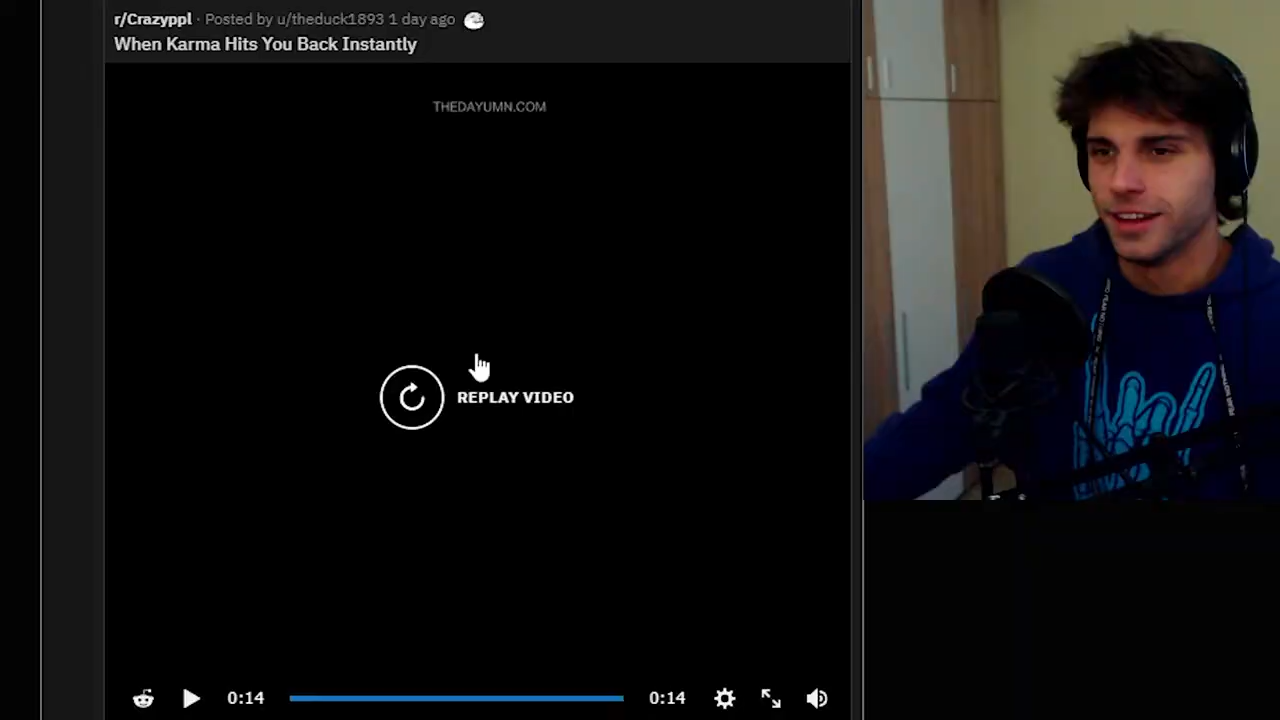 r/Crazyppl · Posted by u/theduck1893 1 day ago
When Karma Hits You Back Instantly
THEDAYUMN.COM
REPLAY VIDEO
0:14
0:14